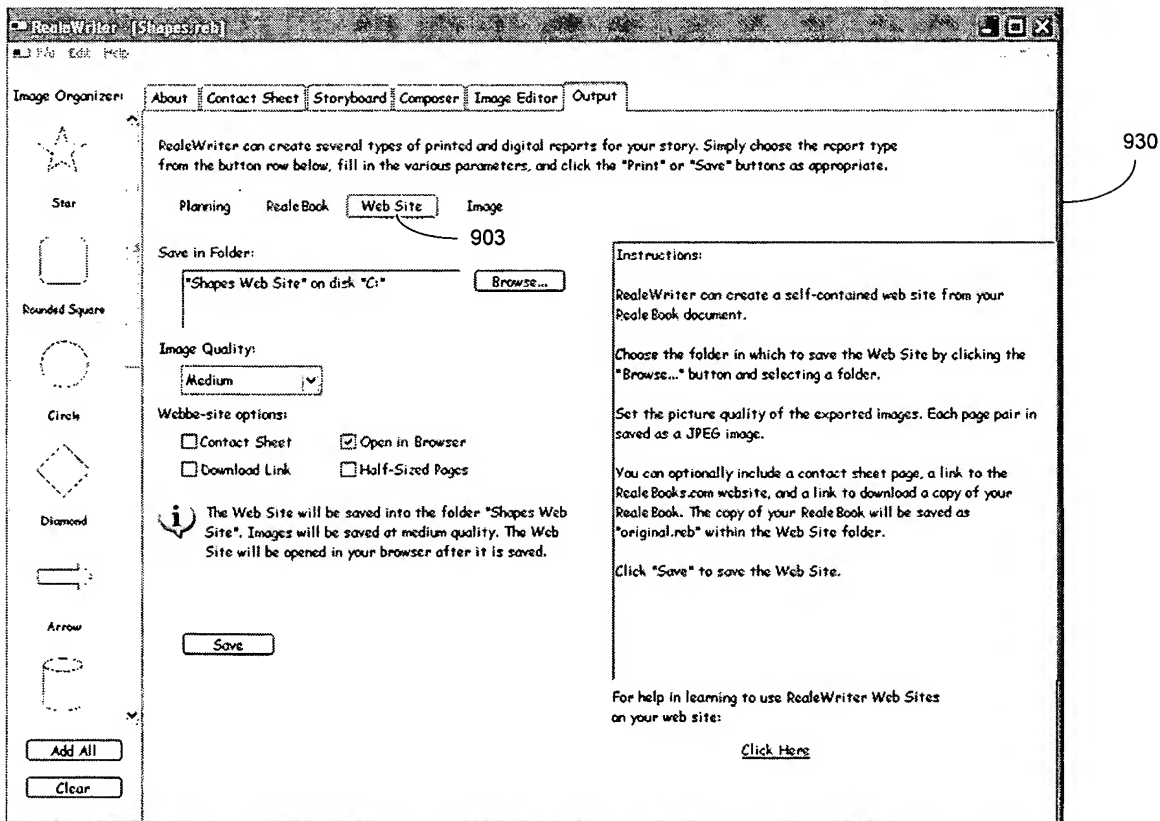 RealeWriter - [Shapes.reb]
File Edit Help
Image Organizer:
About Contact Sheet Storyboard Composer Image Editor Output
RealeWriter can create several types of printed and digital reports for your story. Simply choose the report type
from the button row below, fill in the various parameters, and click the "Print" or "Save" buttons as appropriate.
930
Planning RealeBook Web Site Image
903
Star
Rounded Square
Circle
Diamond
Arrow
Add All
Clear
Save in Folder:
"Shapes Web Site" on disk "C:"
Browse...
Image Quality:
Medium
Webbe-site options:
Contact Sheet Open in Browser
Download Link Half-Sized Pages
i
The Web Site will be saved into the folder "Shapes Web
Site". Images will be saved at medium quality. The Web
Site will be opened in your browser after it is saved.
Save
Instructions:
RealeWriter can create a self-contained web site from your
RealeBook document.
Choose the folder in which to save the Web Site by clicking the
"Browse..." button and selecting a folder.
Set the picture quality of the exported images. Each page pair in
saved as a JPEG image.
You can optionally include a contact sheet page, a link to the
RealeBooks.com website, and a link to download a copy of your
RealeBook. The copy of your RealeBook will be saved as
"original.reb" within the Web Site folder.
Click "Save" to save the Web Site.
For help in learning to use RealeWriter Web Sites
on your web site:
Click Here